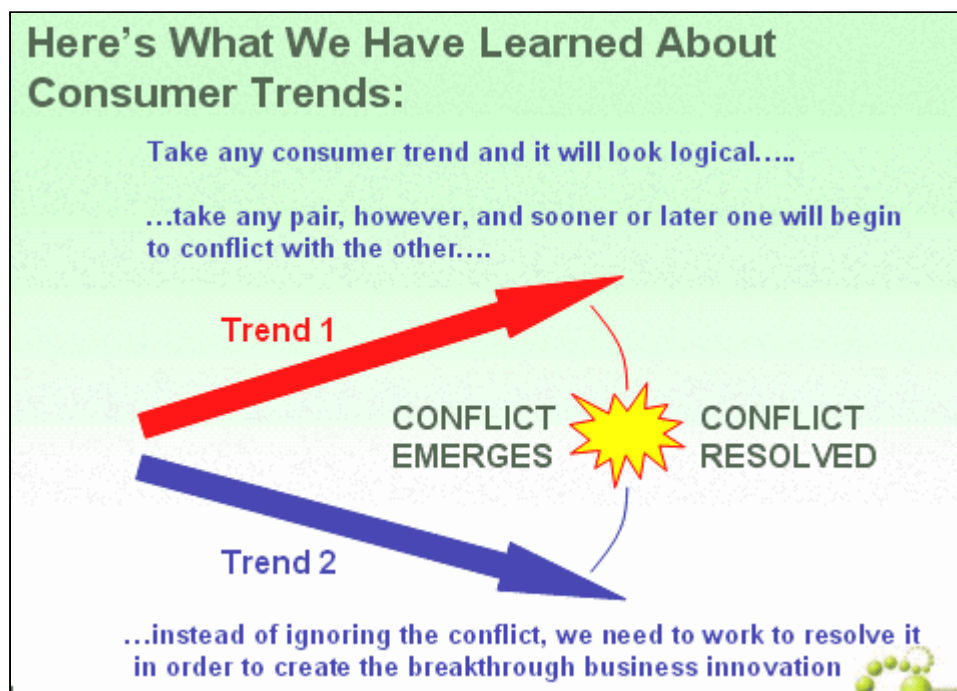 Here's What We Have Learned About
Consumer Trends:
Take any consumer trend and it will look logical…..
…take any pair, however, and sooner or later one will begin
to conflict with the other….
Trend 1
CONFLICT
EMERGES
CONFLICT
RESOLVED
Trend 2
…instead of ignoring the conflict, we need to work to resolve it
in order to create the breakthrough business innovation